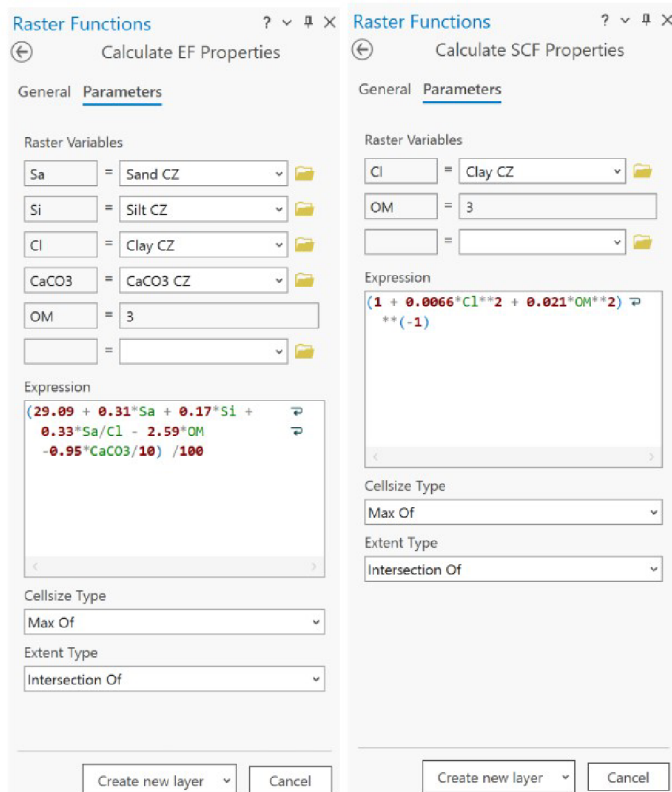 Raster Functions
Calculate EF Properties
General Parameters
Raster Variables
Sa = Sand CZ
Si = Silt CZ
Cl = Clay CZ
CaCO3 = CaCO3 CZ
OM = 3
=
Expression
(29.09 + 0.31*Sa + 0.17*Si +
0.33*Sa/Cl - 2.59*OM
-0.95*CaCO3/10) /100
Cellsize Type
Max Of
Extent Type
Intersection Of
Create new layer Cancel
Raster Functions
Calculate SCF Properties
General Parameters
Raster Variables
Cl = Clay CZ
OM = 3
=
Expression
(1 + 0.0066*Cl**2 + 0.021*OM**2)
**(-1)
Cellsize Type
Max Of
Extent Type
Intersection Of
Create new layer Cancel